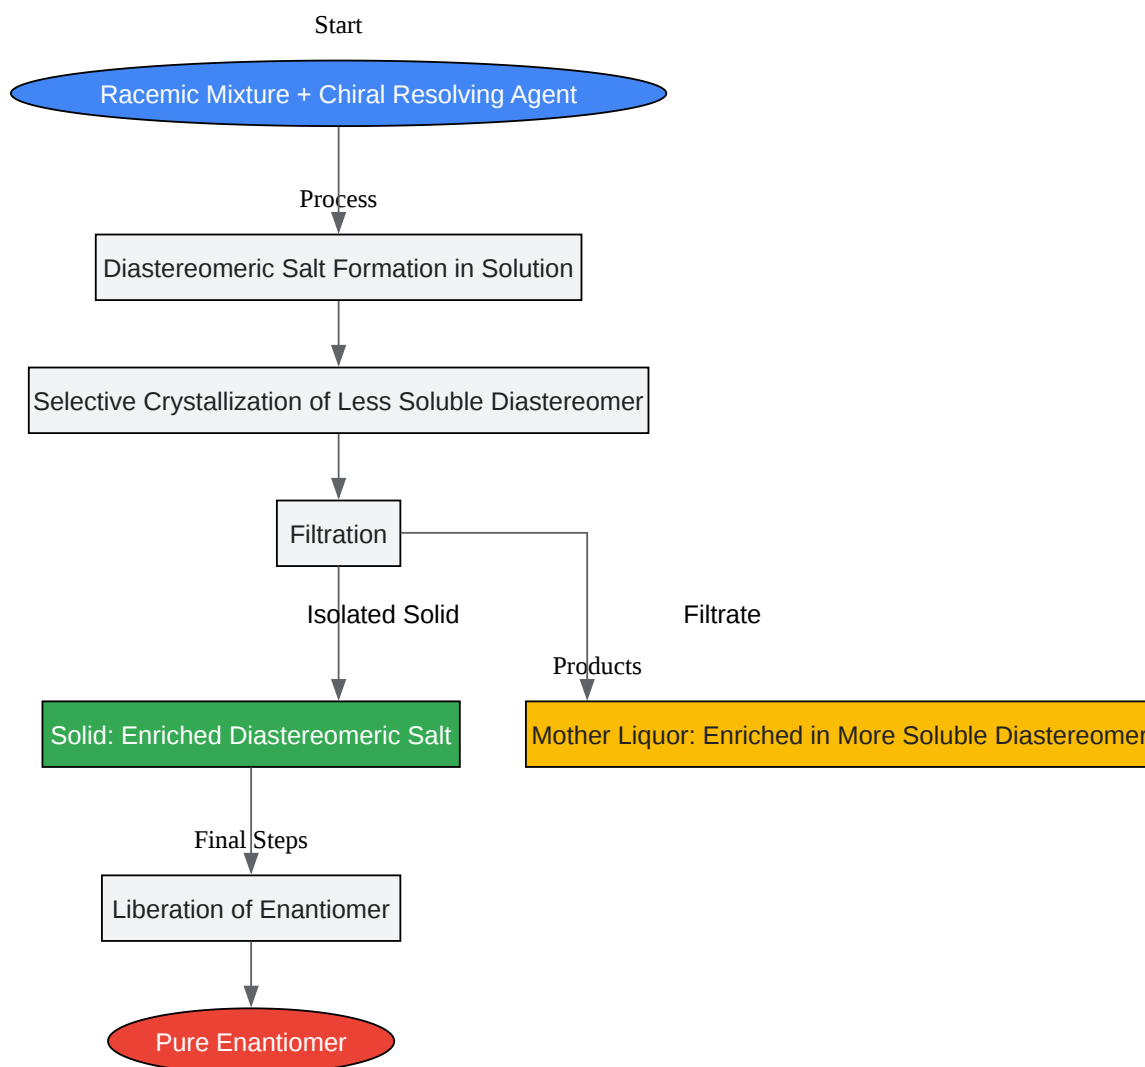 Start
Racemic Mixture + Chiral Resolving Agent
Process
Diastereomeric Salt Formation in Solution
Selective Crystallization of Less Soluble Diastereomer
Filtration
Isolated Solid
Filtrate
Products
Solid: Enriched Diastereomeric Salt
Mother Liquor: Enriched in More Soluble Diastereomer
Final Steps
Liberation of Enantiomer
Pure Enantiomer